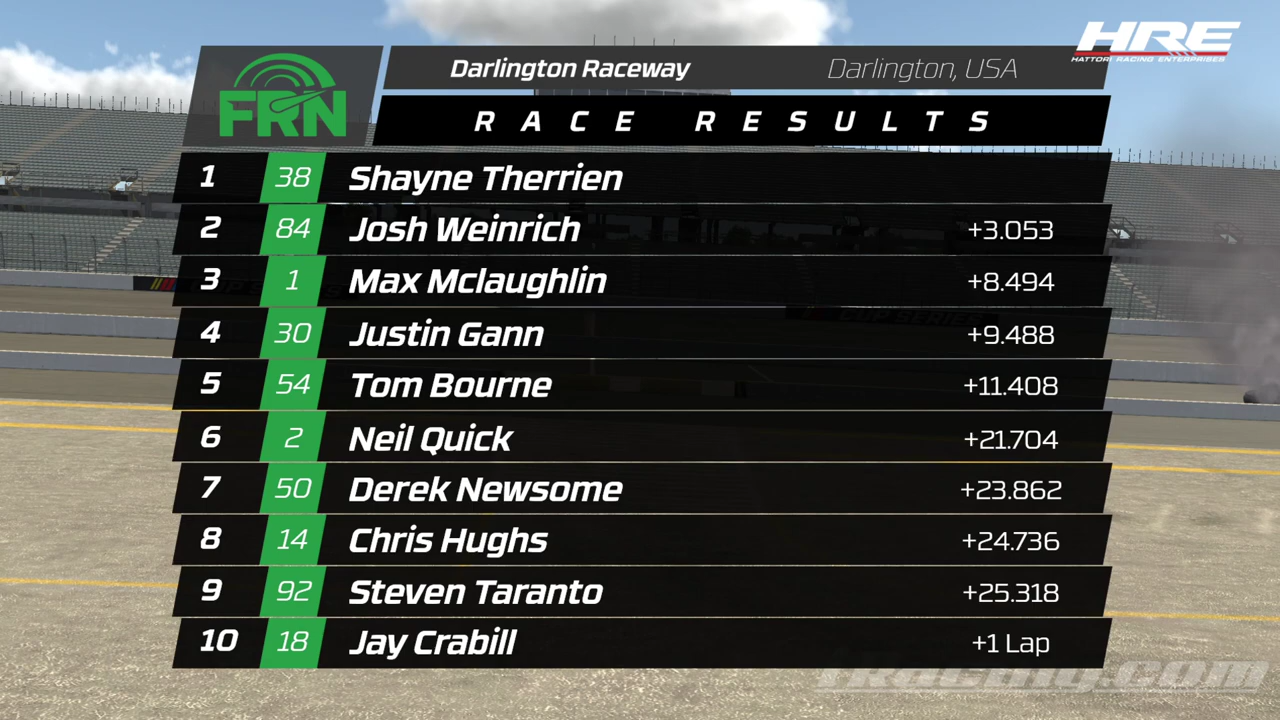 FRN
Darlington Raceway
Darlington, USA
HRE
HATTORI RACING ENTERPRISES
RACE RESULTS
1 38 Shayne Therrien
2 84 Josh Weinrich +3.053
3 1 Max Mclaughlin +8.494
4 30 Justin Gann +9.488
5 54 Tom Bourne +11.408
6 2 Neil Quick +21.704
7 50 Derek Newsome +23.862
8 14 Chris Hughs +24.736
9 92 Steven Taranto +25.318
10 18 Jay Crabill +1 Lap
iRacing.com